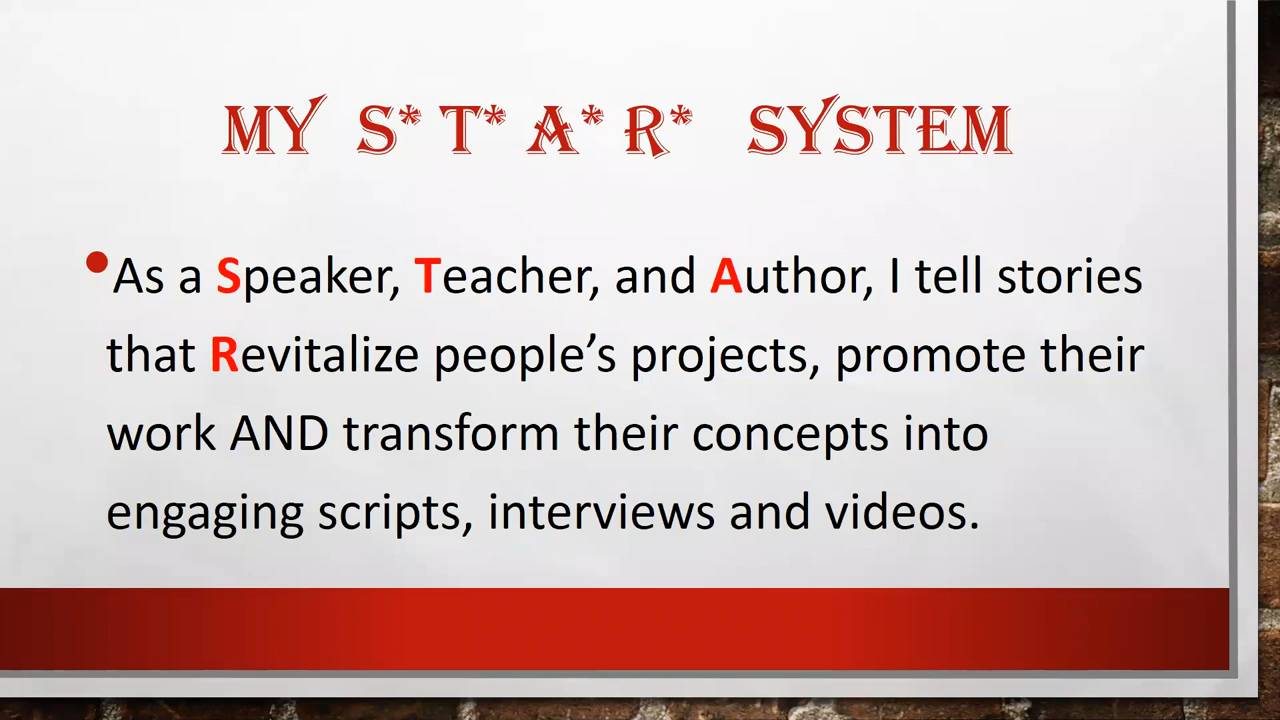 MY S* T* A* R* SYSTEM
•As a Speaker, Teacher, and Author, I tell stories
that Revitalize people’s projects, promote their
work AND transform their concepts into
engaging scripts, interviews and videos.